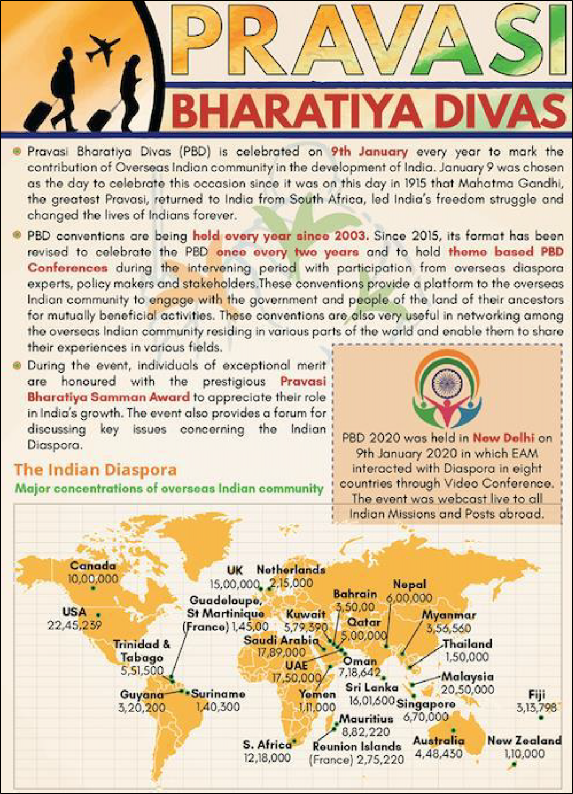 PRAVASI
BHARATIYA DIVAS
Pravasi Bharatiya Divas (PBD) is celebrated on 9th January every year to mark the
contribution of Overseas Indian community in the development of India. January 9 was chosen
as the day to celebrate this occasion since it was on this day in 1915 that Mahatma Gandhi,
the greatest Pravasi, returned to India from South Africa, led India's freedom struggle and
changed the lives of Indians forever.
PBD conventions are being held every year since 2003. Since 2015, its format has been
revised to celebrate the PBD once every two years and to hold theme based PBD
Conferences during the intervening period with participation from overseas diaspora
experts, policy makers and stakeholders.These conventions provide a platform to the overseas
Indian community to engage with the government and people of the land of their ancestors
for mutually beneficial activities. These conventions are also very useful in networking among
the overseas Indian community residing in various parts of the world and enable them to share
their experiences in various fields.
During the event, individuals of exceptional merit
are honoured with the prestigious Pravasi
Bharatiya Samman Award to appreciate their role
in India's growth. The event also provides a forum for
discussing key issues concerning the Indian
Diaspora.
PBD 2020 was held in New Delhi on
9th January 2020 in which EAM
interacted with Diaspora in eight
countries through Video Conference.
The event was webcast live to all
Indian Missions and Posts abroad.
The Indian Diaspora
Major concentrations of overseas Indian community
Canada
10,00,000
USA
22,45,239
UK
15,00,000
Netherlands
2,15,000
Guadeloupe,
St Martinique
(France) 1,45,00
Kuwait
5,79,390
Bahrain
3,50,00
Qatar
5,00,000
Nepal
6,00,000
Myanmar
3,56,560
Thailand
1,50,000
Saudi Arabia
17,89,000
UAE
17,50,000
Oman
7,18,642
Trinidad &
Tabago
5,51,500
Guyana
3,20,200
Suriname
1,40,300
Yemen
1,11,000
Sri Lanka
16,01,600
Malaysia
20,50,000
Singapore
6,70,000
Fiji
3,13,798
Mauritius
8,82,220
S. Africa
12,18,000
Reunion Islands
(France) 2,75,220
Australia
4,48,430
New Zealand
1,10,000